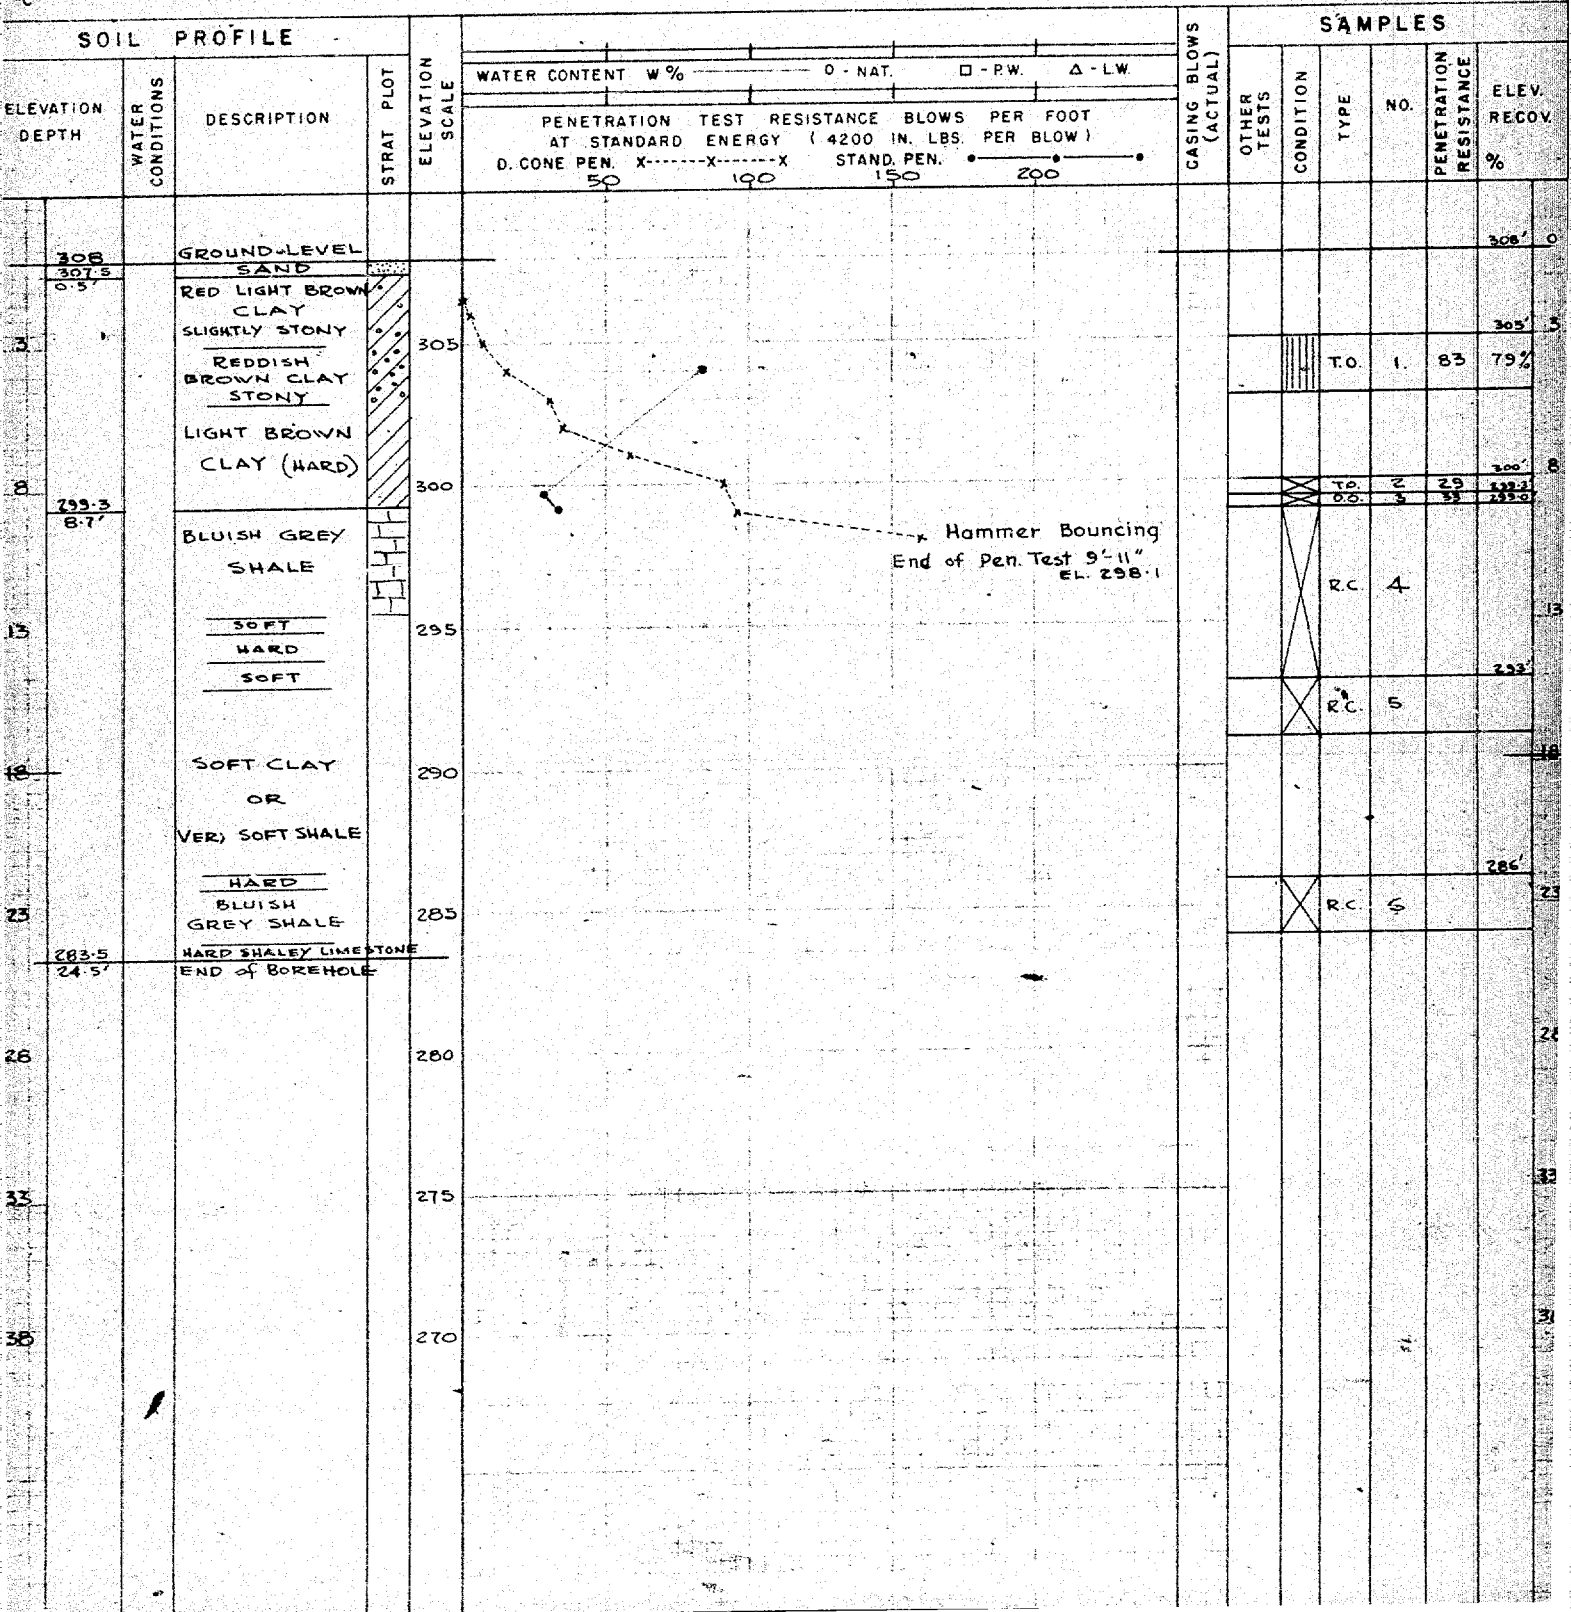 SOIL PROFILE
SAMPLES
ELEVATION
DEPTH
WATER
CONDITIONS
DESCRIPTION
STRAT PLOT
ELEVATION
SCALE
WATER CONTENT W % O - NAT. □ - P.W. Δ - L.W.
PENETRATION TEST RESISTANCE BLOWS PER FOOT
AT STANDARD ENERGY ( 4200 IN. LBS. PER BLOW )
D. CONE PEN. X-------X-------X STAND. PEN.
50 100 150 200
CASING BLOWS
(ACTUAL)
OTHER
TESTS
CONDITION
TYPE
NO.
PENETRATION
RESISTANCE
ELEV.
RECOV.
%
308 GROUND LEVEL 308' 0
307.5 SAND
0.5' RED LIGHT BROWN
CLAY
SLIGHTLY STONY
3 305 305' 3
REDDISH T.O. 1. 83 79%
BROWN CLAY
STONY
LIGHT BROWN
CLAY (HARD)
8 300 300' 8
T.O. 2 29 299.3'
299.3 O.O. 3 33 299.0'
8.7'
BLUISH GREY
SHALE
Hammer Bouncing
End of Pen. Test 9'-11"
EL. 298.1
R.C. 4
13 SOFT 295 13
HARD
SOFT 293'
R.C. 5
18 SOFT CLAY 290 18
OR
VERY SOFT SHALE
286'
HARD
BLUISH R.C. 6
23 GREY SHALE 285 23
283.5 HARD SHALEY LIMESTONE
24.5' END of BOREHOLE
28 280 28
33 275 33
38 270